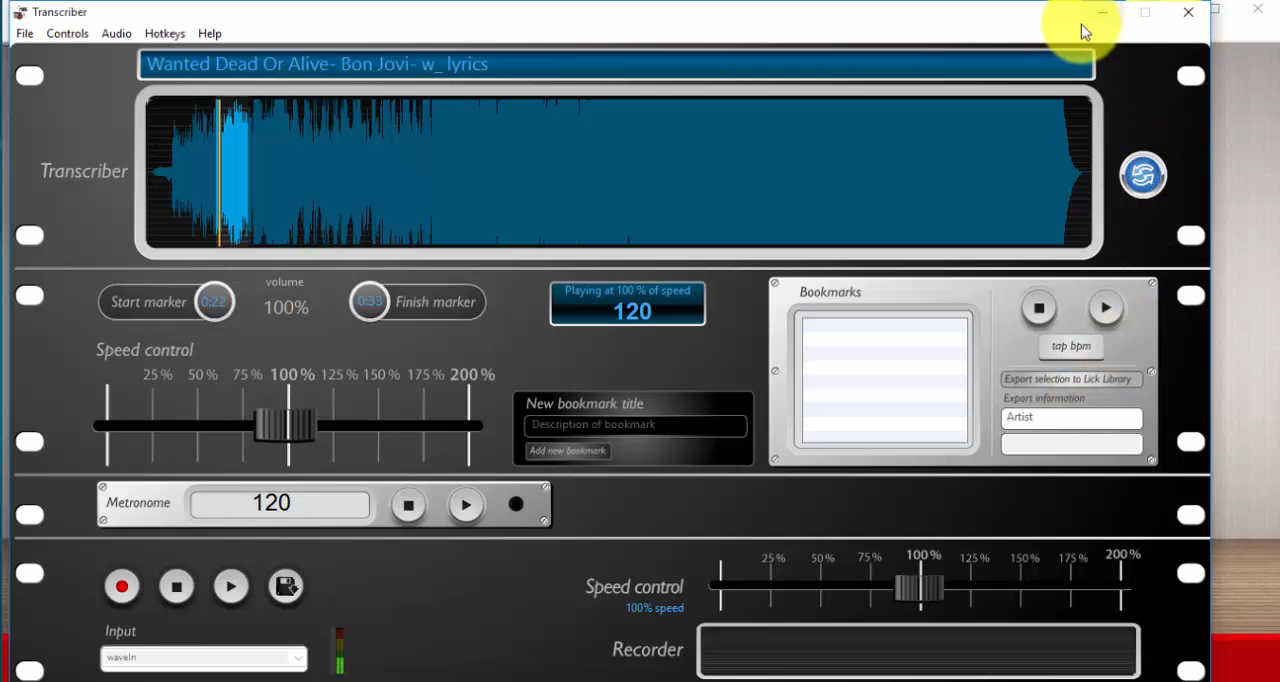 Transcriber
File Controls Audio Hotkeys Help
Wanted Dead Or Alive- Bon Jovi- w_ lyrics
Transcriber
Start marker 0:22
volume
100%
0:33 Finish marker
Playing at 100 % of speed
120
Bookmarks
tap bpm
Export selection to Lick Library
Export information
Artist
Speed control
25 % 50 % 75 % 100 % 125 % 150 % 175 % 200 %
New bookmark title
Description of bookmark
Add new bookmark
Metronome 120
25 % 50 % 75 % 100 % 125 % 150 % 175 % 200 %
Speed control
100% speed
Input
waveIn
Recorder